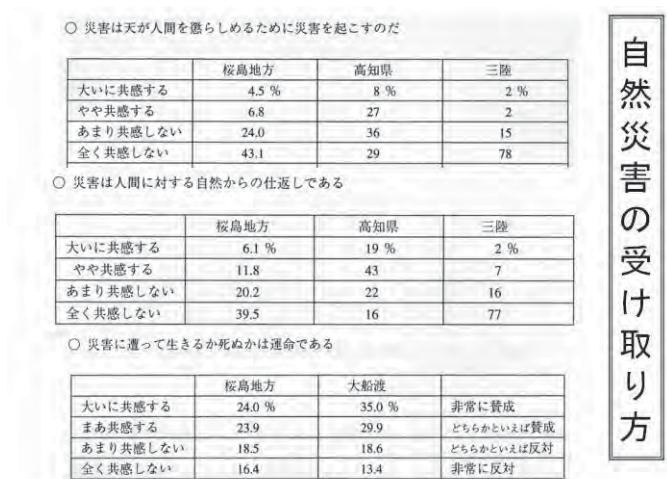 自然災害の受け取り方
○ 災害は天が人間を懲らしめるために災害を起こすのだ
桜島地方 高知県 三陸
大いに共感する 4.5 % 8 % 2 %
やや共感する 6.8 27 2
あまり共感しない 24.0 36 15
全く共感しない 43.1 29 78
○ 災害は人間に対する自然からの仕返しである
桜島地方 高知県 三陸
大いに共感する 6.1 % 19 % 2 %
やや共感する 11.8 43 7
あまり共感しない 20.2 22 16
全く共感しない 39.5 16 77
○ 災害に遭って生きるか死ぬかは運命である
桜島地方 大船渡
大いに共感する 24.0 % 35.0 % 非常に賛成
まあ共感する 23.9 29.9 どちらかといえば賛成
あまり共感しない 18.5 18.6 どちらかといえば反対
全く共感しない 16.4 13.4 非常に反対